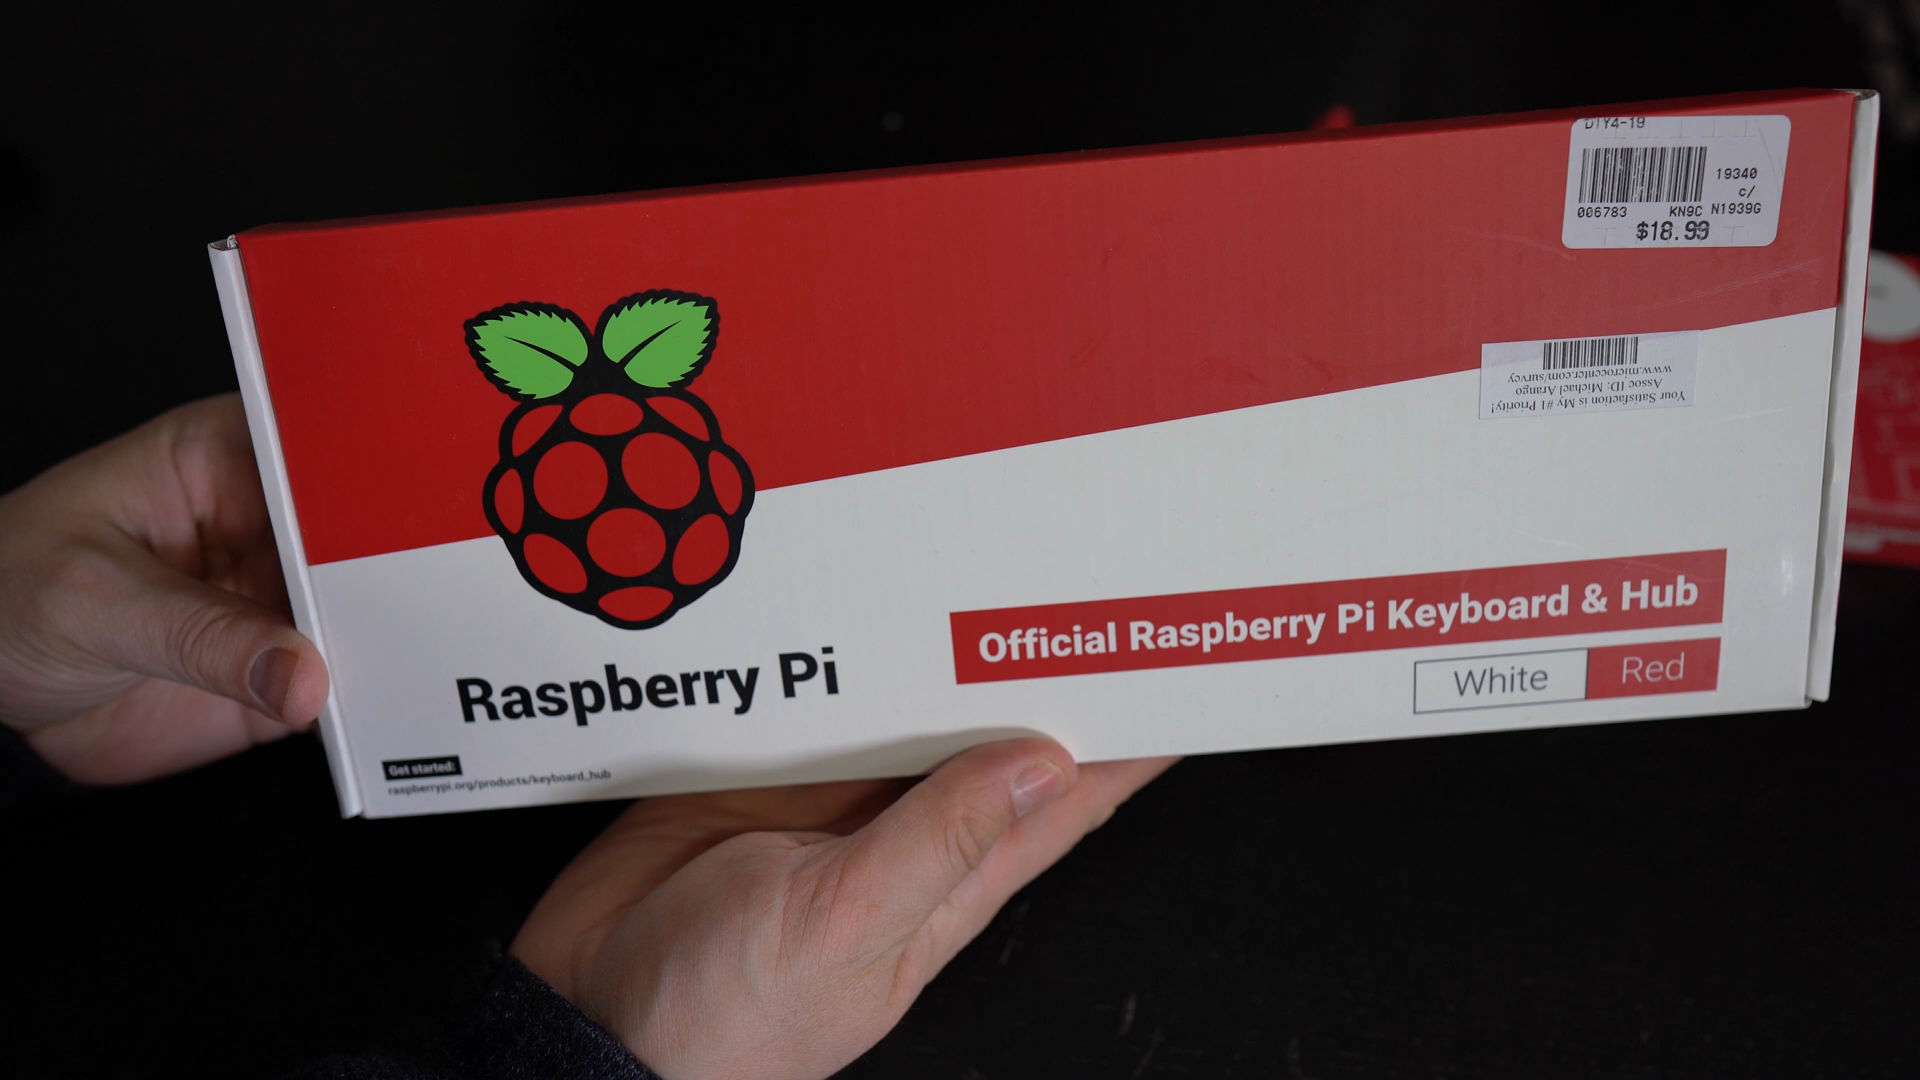 DIY4-19
19340
c/
006783 KN9C N1939G
$18.99
Your Satisfaction is My #1 Priority!
Assoc ID: Michael Arango
www.microcenter.com/survey
Official Raspberry Pi Keyboard & Hub
White Red
Raspberry Pi
Get started:
raspberrypi.org/products/keyboard_hub